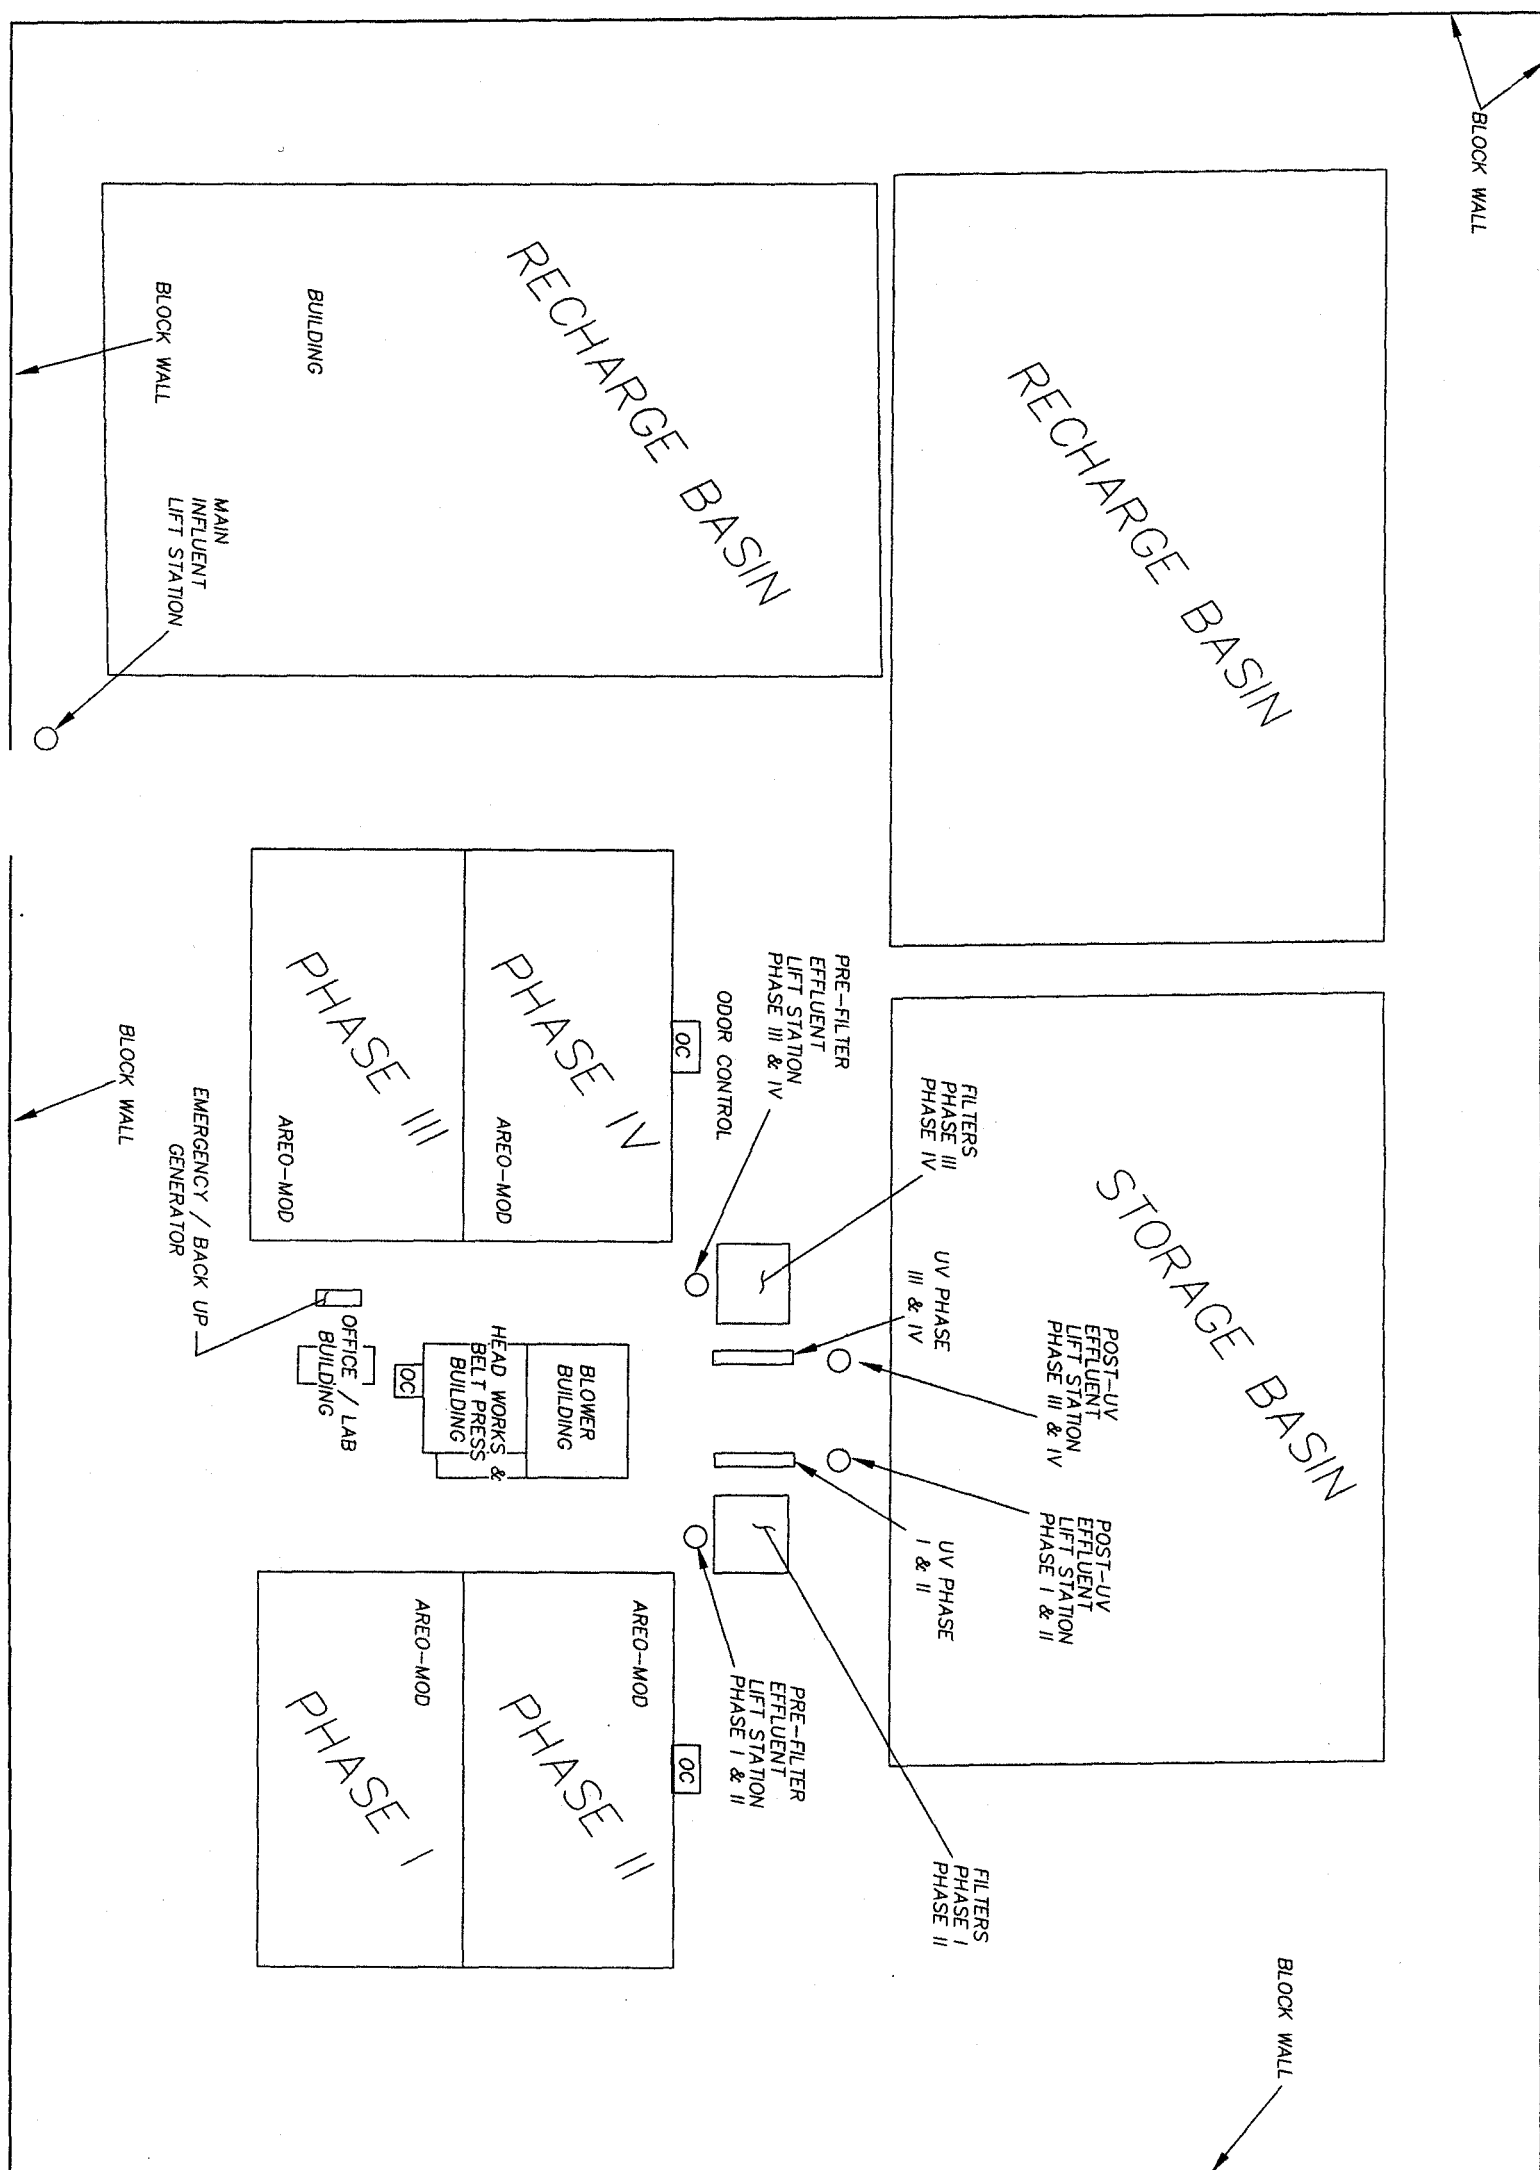 BLOCK WALL
RECHARGE BASIN
RECHARGE BASIN
BUILDING
BLOCK WALL
MAIN
INFLUENT
LIFT STATION
STORAGE BASIN
POST-UV
EFFLUENT
LIFT STATION
PHASE III & IV
POST-UV
EFFLUENT
LIFT STATION
PHASE I & II
FILTERS
PHASE III
PHASE IV
UV PHASE
III & IV
UV PHASE
I & II
FILTERS
PHASE I
PHASE II
PRE-FILTER
EFFLUENT
LIFT STATION
PHASE III & IV
PRE-FILTER
EFFLUENT
LIFT STATION
PHASE I & II
ODOR CONTROL
OC
OC
PHASE IV
AREO-MOD
PHASE III
AREO-MOD
BLOWER
BUILDING
HEAD WORKS &
BELT PRESS
BUILDING
OC
OFFICE / LAB
BUILDING
AREO-MOD
PHASE II
AREO-MOD
PHASE I
EMERGENCY / BACK UP
GENERATOR
BLOCK WALL
BLOCK WALL